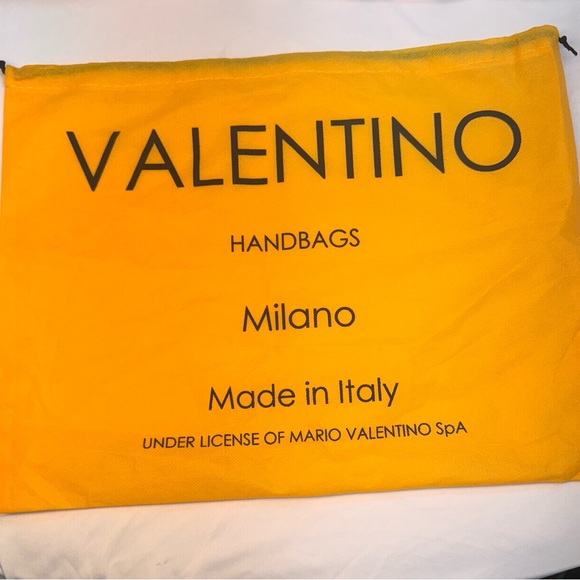 VALENTINO
HANDBAGS
Milano
Made in Italy
UNDER LICENSE OF MARIO VALENTINO SpA